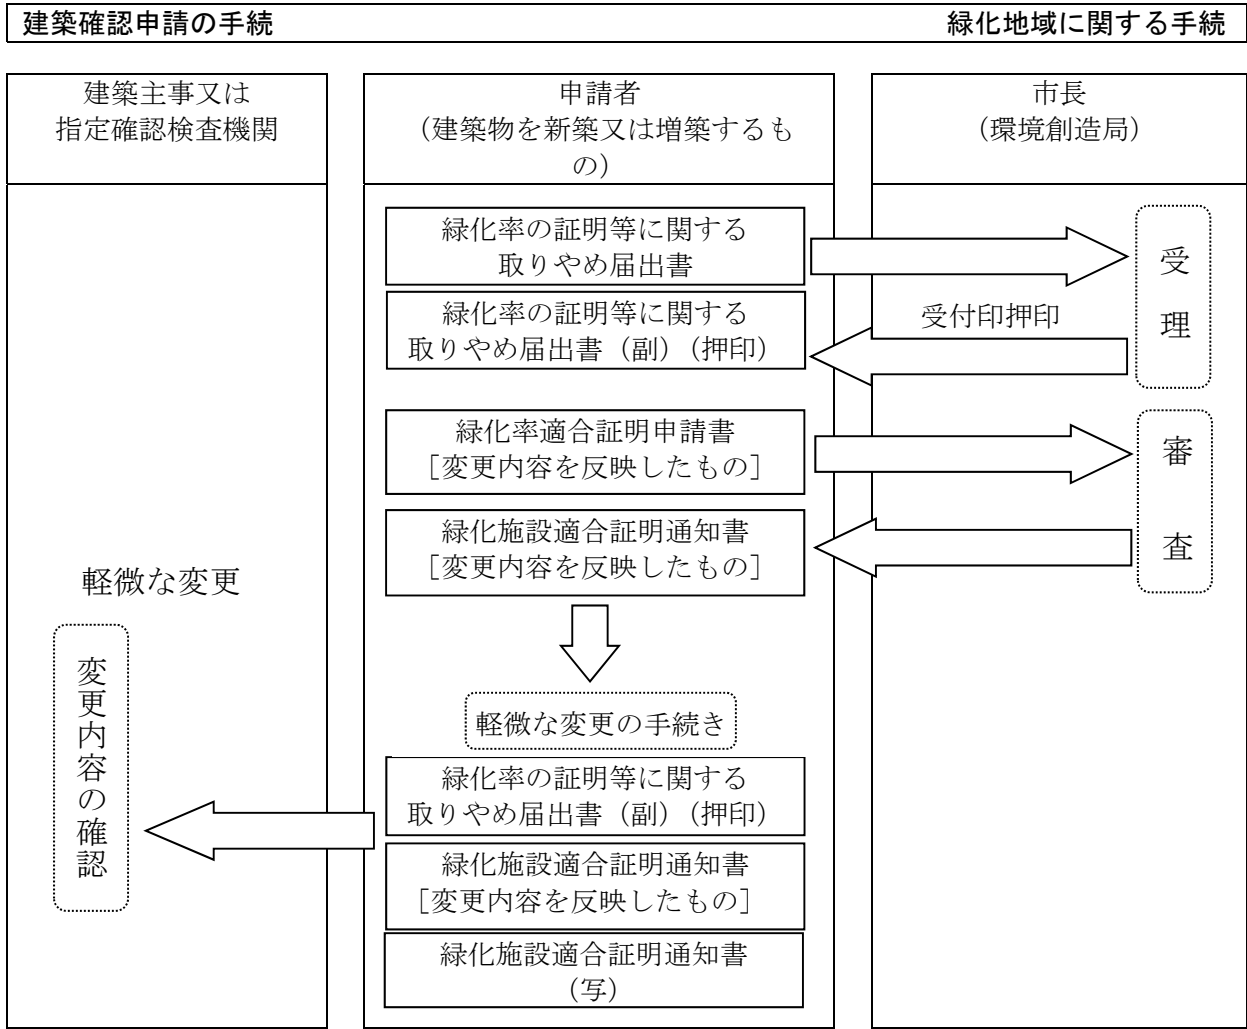 建築確認申請の手続
緑化地域に関する手続
建築主事又は
指定確認検査機関
申請者
（建築物を新築又は増築するも
の）
市長
（環境創造局）
緑化率の証明等に関する
取りやめ届出書
受
理
緑化率の証明等に関する
取りやめ届出書（副）（押印）
受付印押印
緑化率適合証明申請書
［変更内容を反映したもの］
審
査
緑化施設適合証明通知書
［変更内容を反映したもの］
軽微な変更
変更内容の確認
軽微な変更の手続き
緑化率の証明等に関する
取りやめ届出書（副）（押印）
緑化施設適合証明通知書
［変更内容を反映したもの］
緑化施設適合証明通知書
（写）